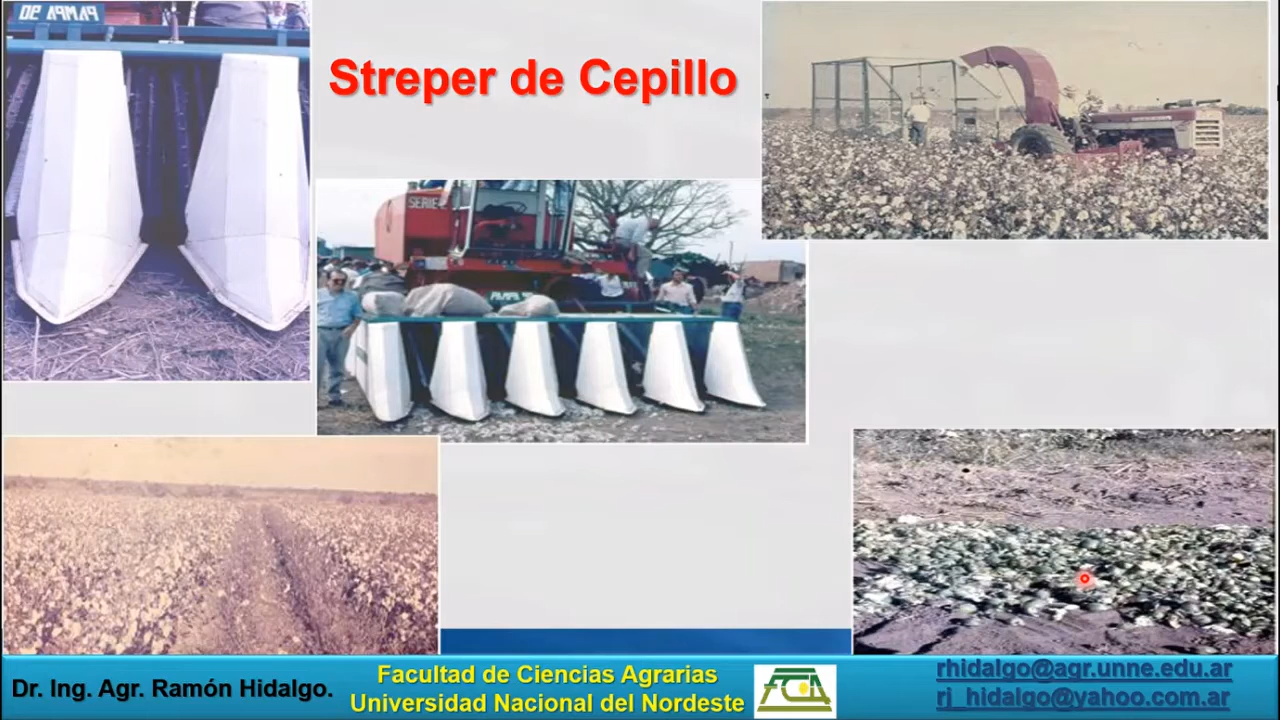 PAMPA 90
Streper de Cepillo
SERIE
Dr. Ing. Agr. Ramón Hidalgo.
Facultad de Ciencias Agrarias
Universidad Nacional del Nordeste
FCA
rhidalgo@agr.unne.edu.ar
rj_hidalgo@yahoo.com.ar